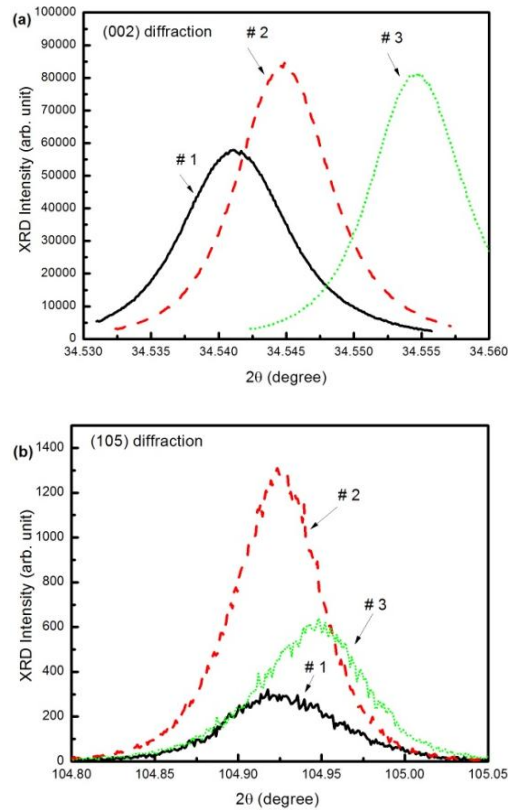 (a)
(002) diffraction
# 1
# 2
# 3
XRD Intensity (arb. unit)
100000
90000
80000
70000
60000
50000
40000
30000
20000
10000
0
34.530 34.535 34.540 34.545 34.550 34.555 34.560
2θ (degree)
(b)
(105) diffraction
# 2
# 3
# 1
XRD Intensity (arb. unit)
1400
1200
1000
800
600
400
200
0
104.80 104.85 104.90 104.95 105.00 105.05
2θ (degree)